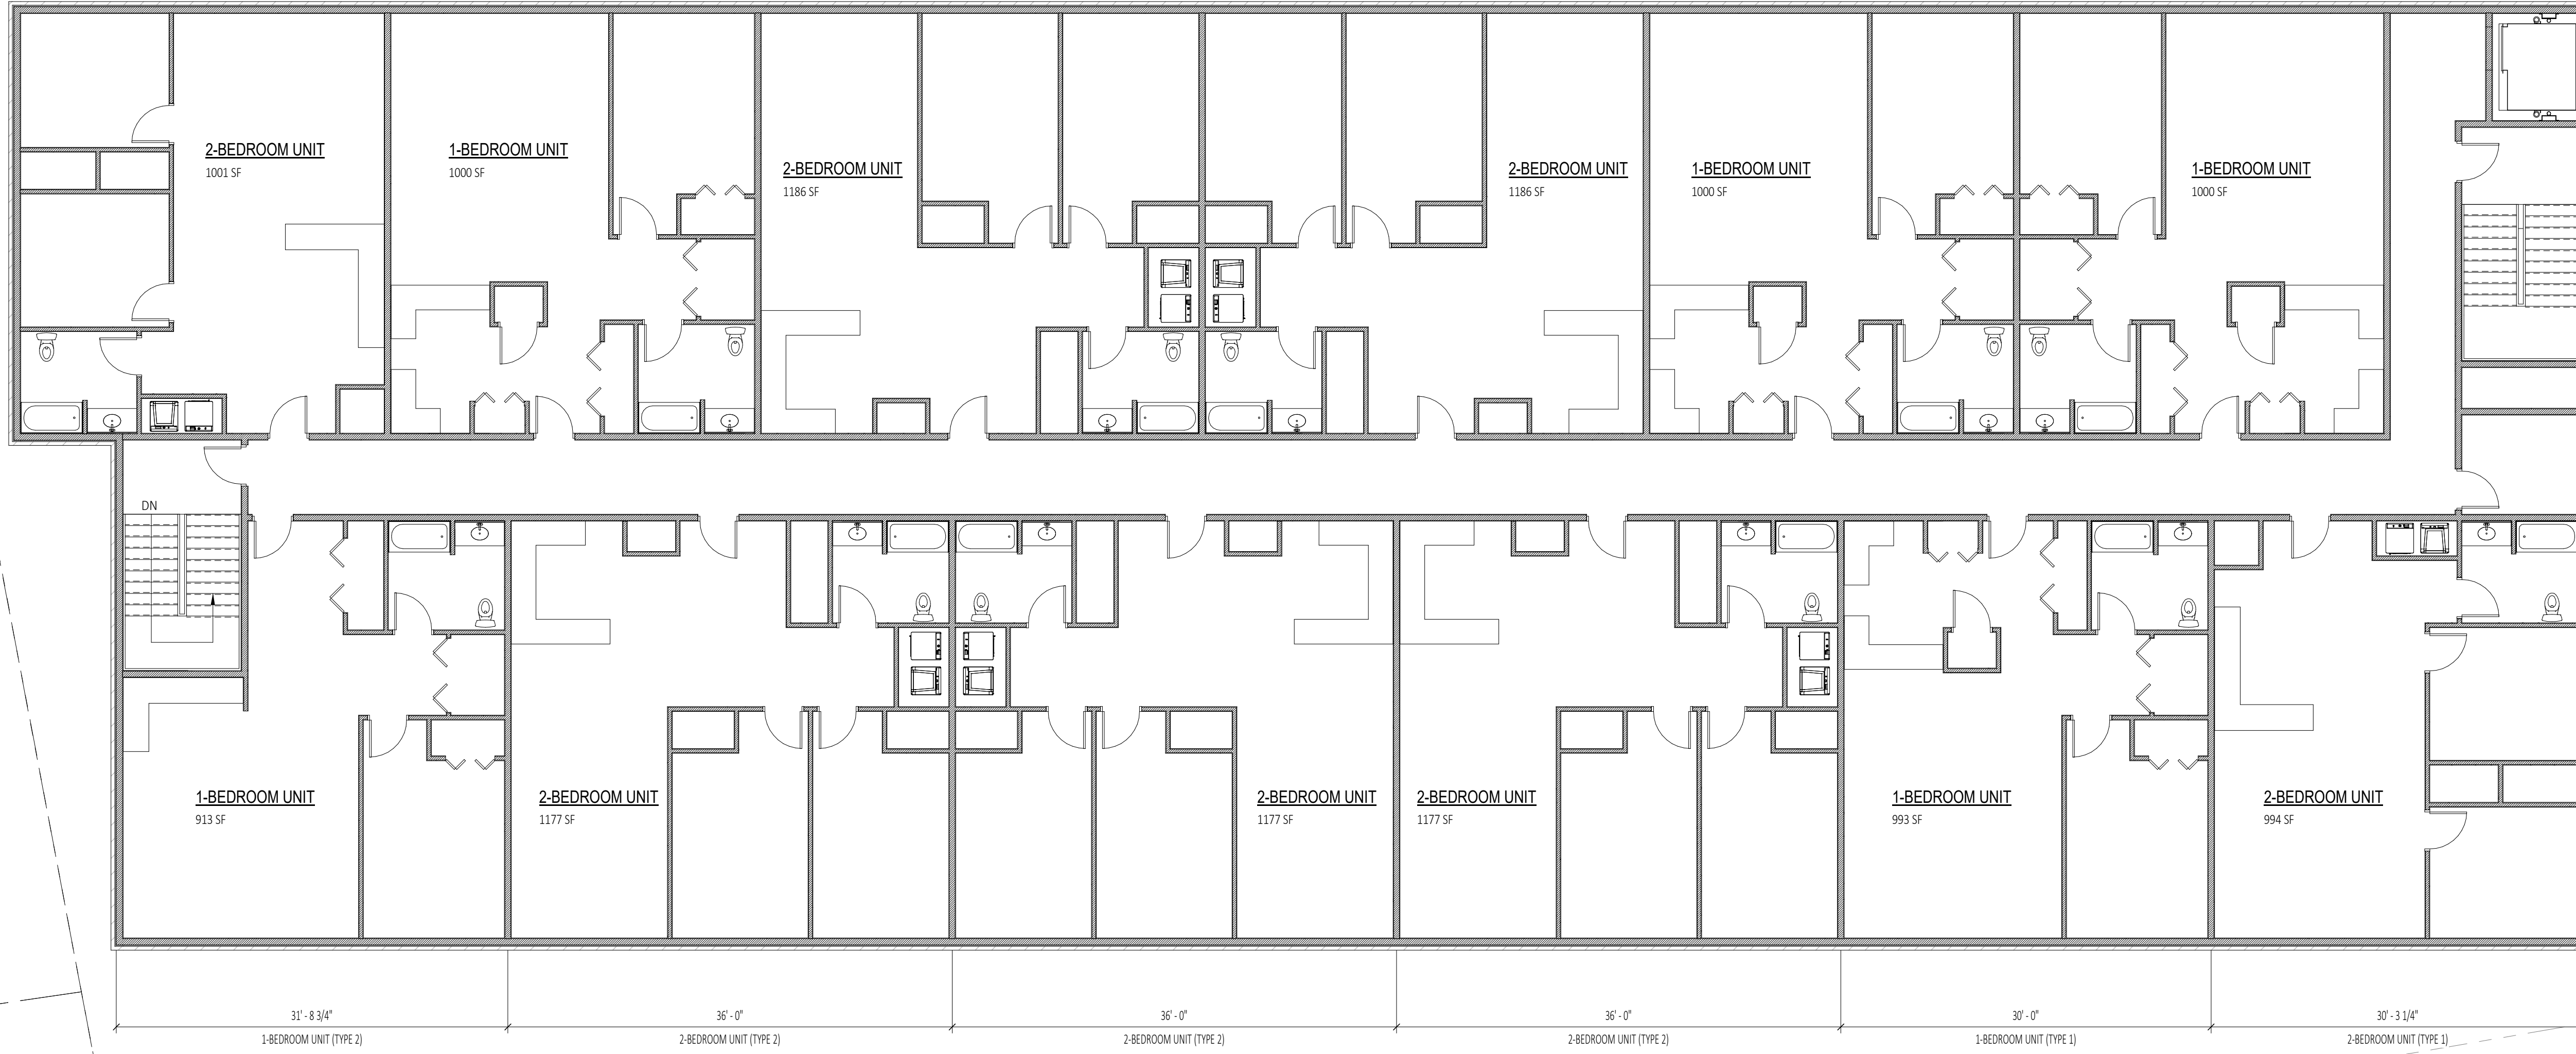 2-BEDROOM UNIT
1001 SF
1-BEDROOM UNIT
1000 SF
2-BEDROOM UNIT
1186 SF
2-BEDROOM UNIT
1186 SF
1-BEDROOM UNIT
1000 SF
1-BEDROOM UNIT
1000 SF
DN
1-BEDROOM UNIT
913 SF
2-BEDROOM UNIT
1177 SF
2-BEDROOM UNIT
1177 SF
2-BEDROOM UNIT
1177 SF
1-BEDROOM UNIT
993 SF
2-BEDROOM UNIT
994 SF
31' - 8 3/4"
1-BEDROOM UNIT (TYPE 2)
36' - 0"
2-BEDROOM UNIT (TYPE 2)
36' - 0"
2-BEDROOM UNIT (TYPE 2)
36' - 0"
2-BEDROOM UNIT (TYPE 2)
30' - 0"
1-BEDROOM UNIT (TYPE 1)
30' - 3 1/4"
2-BEDROOM UNIT (TYPE 1)